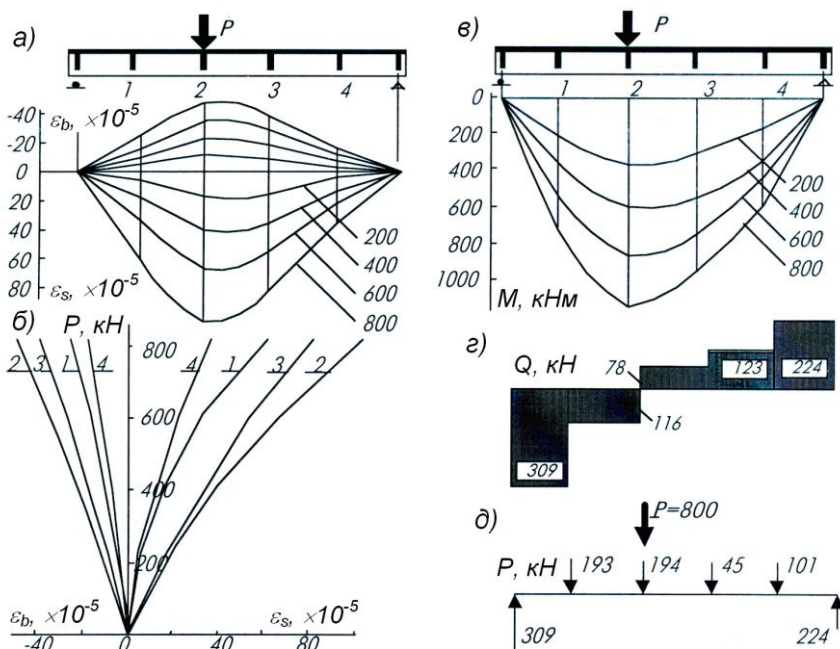 а)
P
1 2 3 4
-40
-20
0
20
40
60
80
εb, ×10-5
εs, ×10-5
200
400
600
800
б)
P, кН
2 3 1 4
4 1 3 2
800
600
400
200
εb ×10-5
εs ×10-5
-40 0 40 80
в)
P
1 2 3 4
0
200
400
600
800
1000
M, кНм
200
400
600
800
г)
Q, кН
78
123
224
116
309
д)
P=800
P, кН
193
194
45
101
309
224